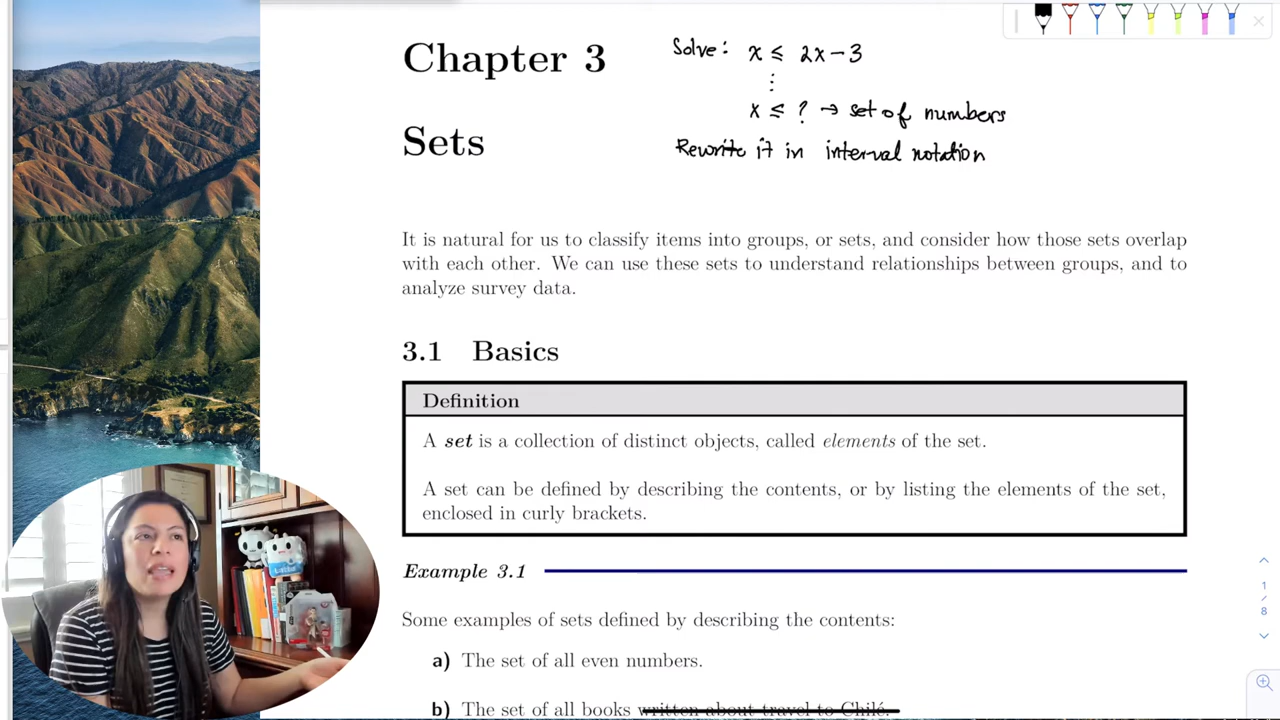 Chapter 3
Solve: x ≤ 2x-3
⋮
x ≤ ? → set of numbers
Sets
Rewrite it in interval notation
It is natural for us to classify items into groups, or sets, and consider how those sets overlap
with each other. We can use these sets to understand relationships between groups, and to
analyze survey data.
3.1 Basics
Definition
A set is a collection of distinct objects, called elements of the set.
A set can be defined by describing the contents, or by listing the elements of the set,
enclosed in curly brackets.
Example 3.1
Some examples of sets defined by describing the contents:
a) The set of all even numbers.
b) The set of all books written about travel to Chilé.
1
/
8